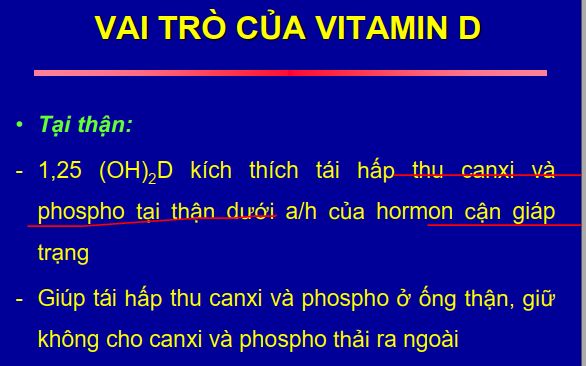 VAI TRÒ CỦA VITAMIN D
• Tại thận:
- 1,25 (OH)₂D kích thích tái hấp thu canxi và
phospho tại thận dưới a/h của hormon cận giáp
trạng
- Giúp tái hấp thu canxi và phospho ở ống thận, giữ
không cho canxi và phospho thải ra ngoài